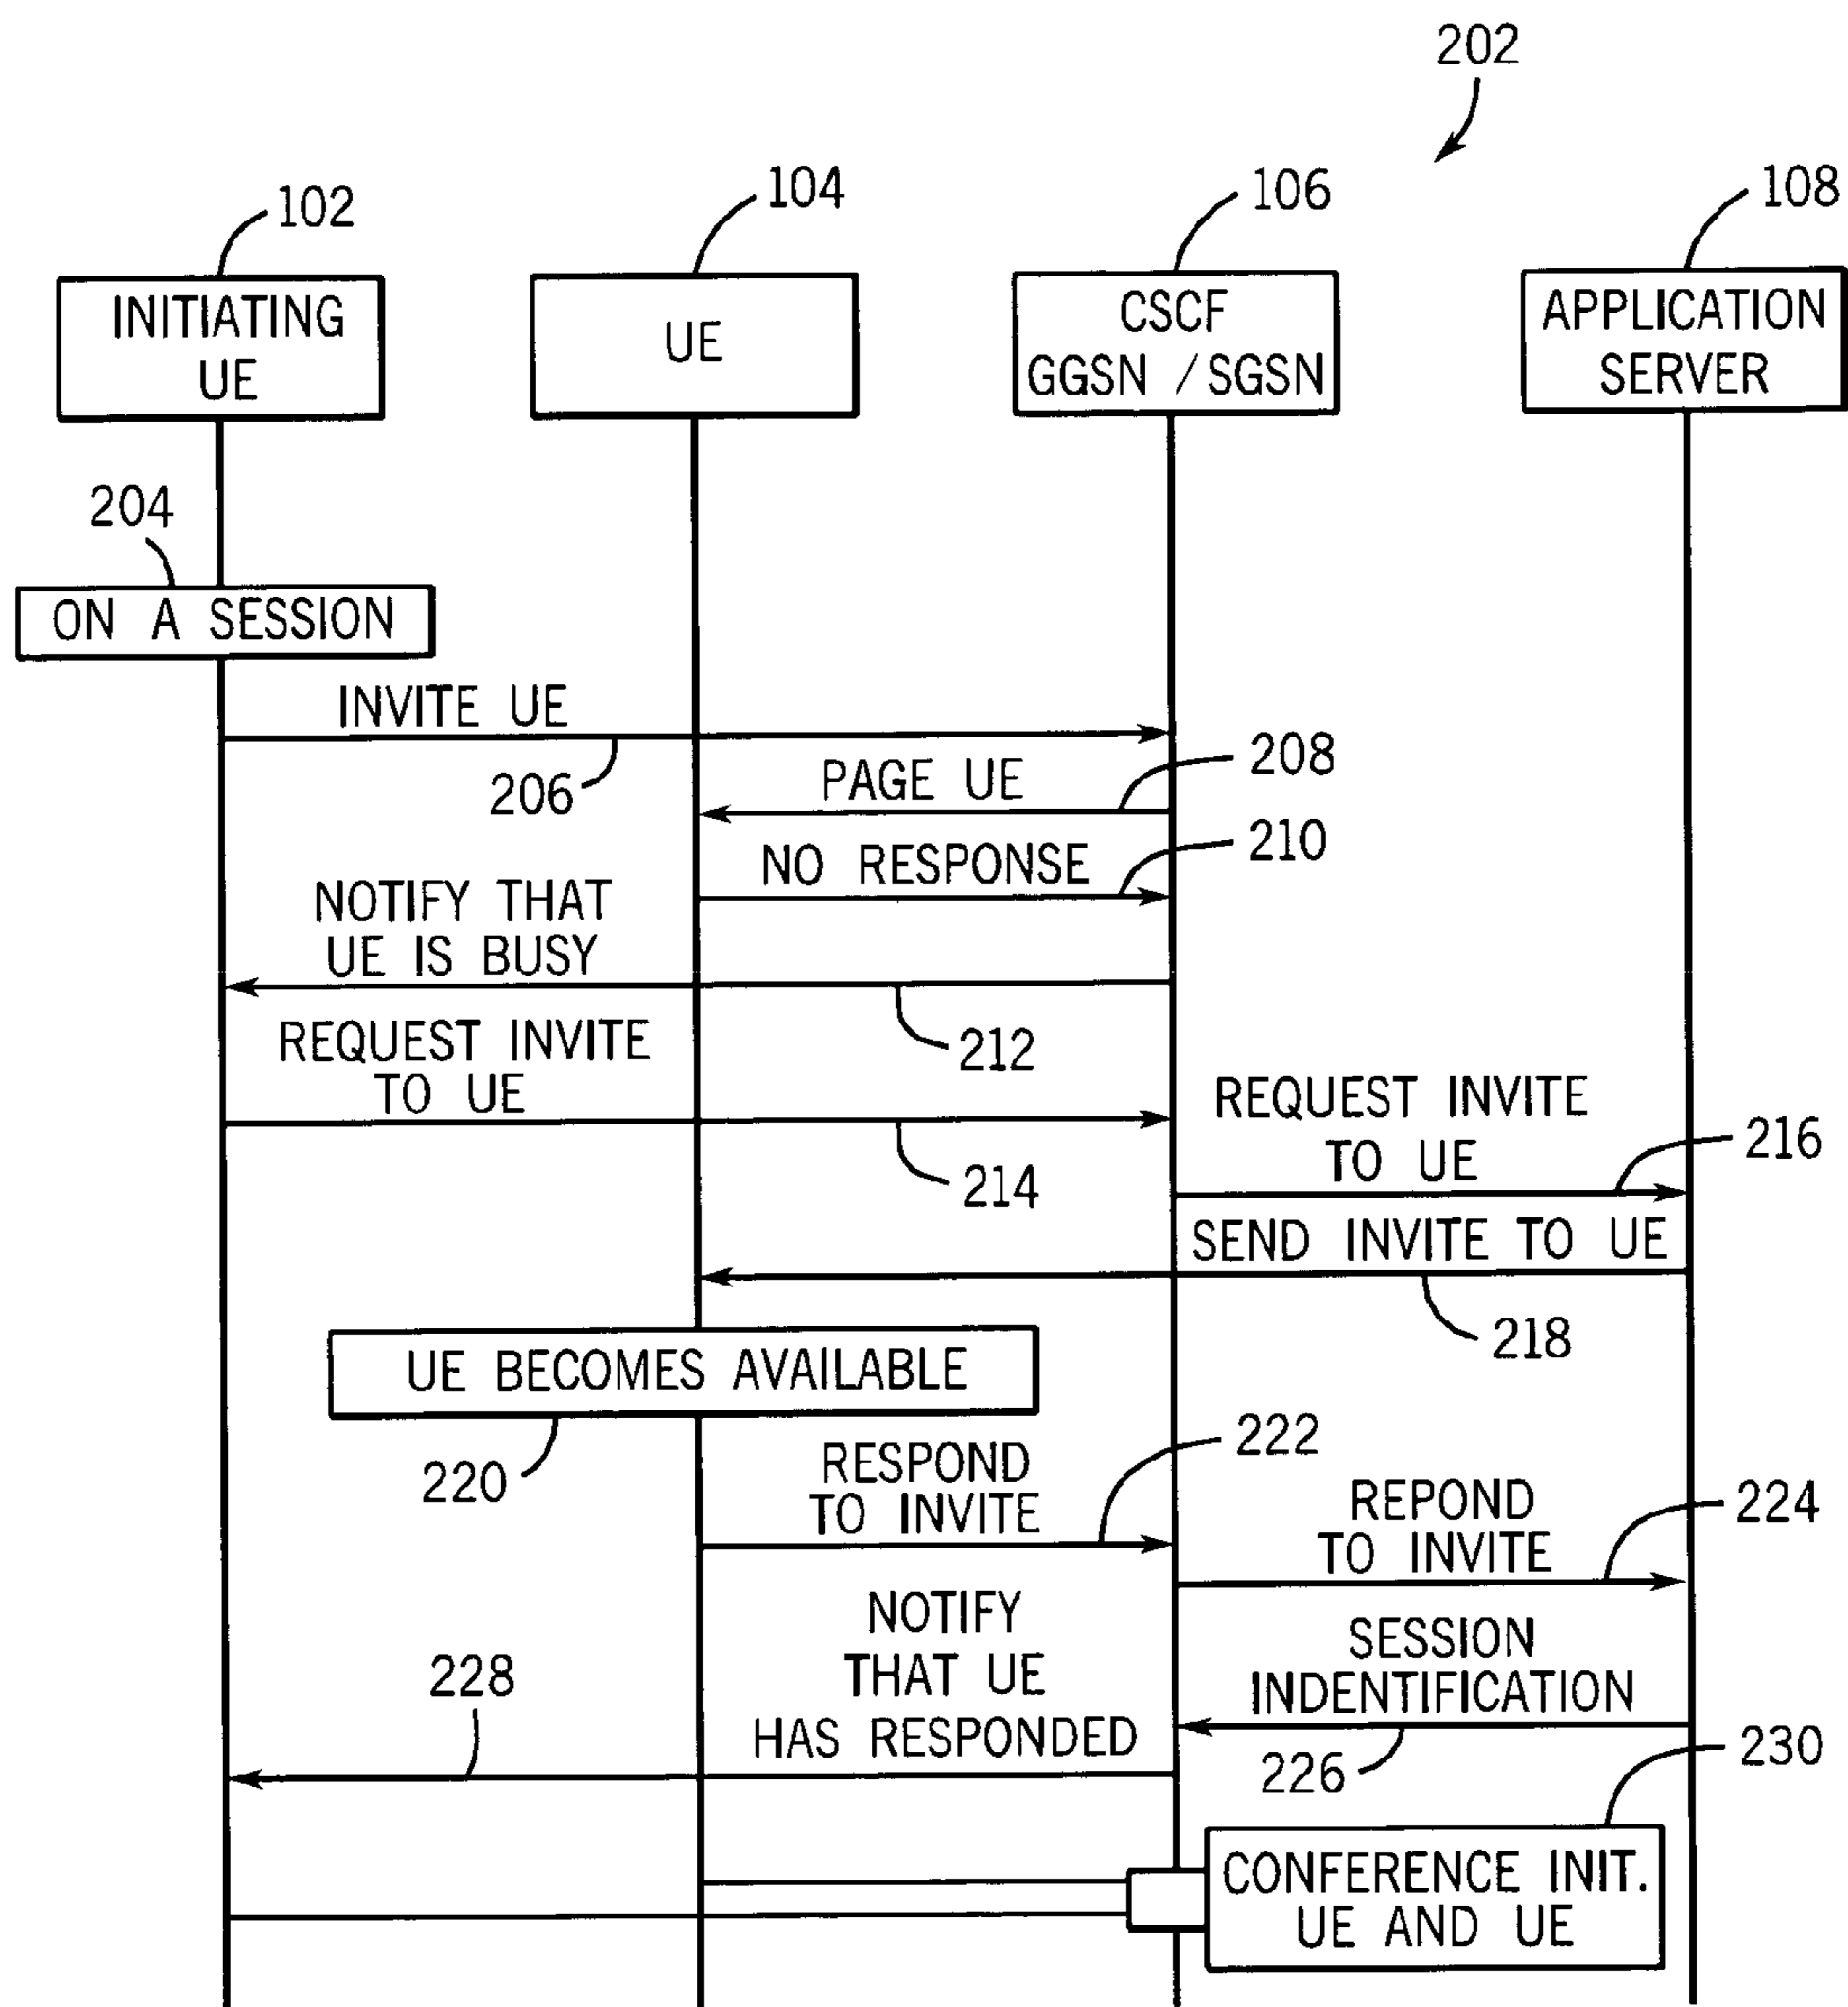 202
102
104
106
108
INITIATING
UE
UE
CSCF
GGSN / SGSN
APPLICATION
SERVER
204
ON A SESSION
INVITE UE
206
PAGE UE
208
NO RESPONSE
210
NOTIFY THAT
UE IS BUSY
212
REQUEST INVITE
TO UE
214
REQUEST INVITE
TO UE
216
SEND INVITE TO UE
218
UE BECOMES AVAILABLE
220
RESPOND
TO INVITE
222
REPOND
TO INVITE
224
SESSION
INDENTIFICATION
226
NOTIFY
THAT UE
HAS RESPONDED
228
230
CONFERENCE INIT.
UE AND UE